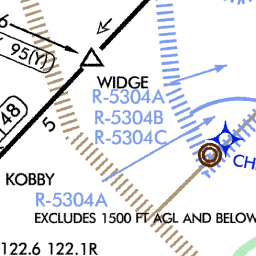 6
95(Y)
WIDGE
R-5304A
R-5304B
R-5304C
48
5
CH
KOBBY
R-5304A
EXCLUDES 1500 FT AGL AND BELOW
122.6 122.1R